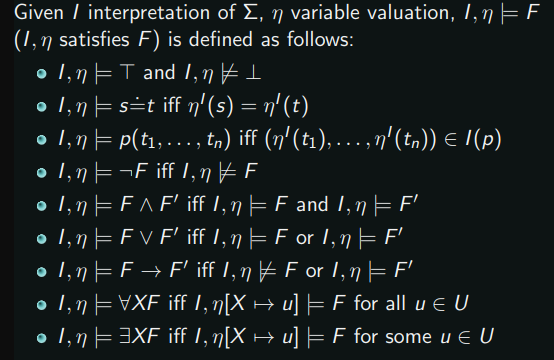 Given I interpretation of Σ, η variable valuation, I, η ⊨ F
(I, η satisfies F) is defined as follows:
I, η ⊨ ⊤ and I, η ⊭ ⊥
I, η ⊨ s≐t iff η^I(s) = η^I(t)
I, η ⊨ p(t₁, . . . , tₙ) iff (η^I(t₁), . . . , η^I(tₙ)) ∈ I(p)
I, η ⊨ ¬F iff I, η ⊭ F
I, η ⊨ F ∧ F′ iff I, η ⊨ F and I, η ⊨ F′
I, η ⊨ F ∨ F′ iff I, η ⊨ F or I, η ⊨ F′
I, η ⊨ F → F′ iff I, η ⊭ F or I, η ⊨ F′
I, η ⊨ ∀XF iff I, η[X ↦ u] ⊨ F for all u ∈ U
I, η ⊨ ∃XF iff I, η[X ↦ u] ⊨ F for some u ∈ U